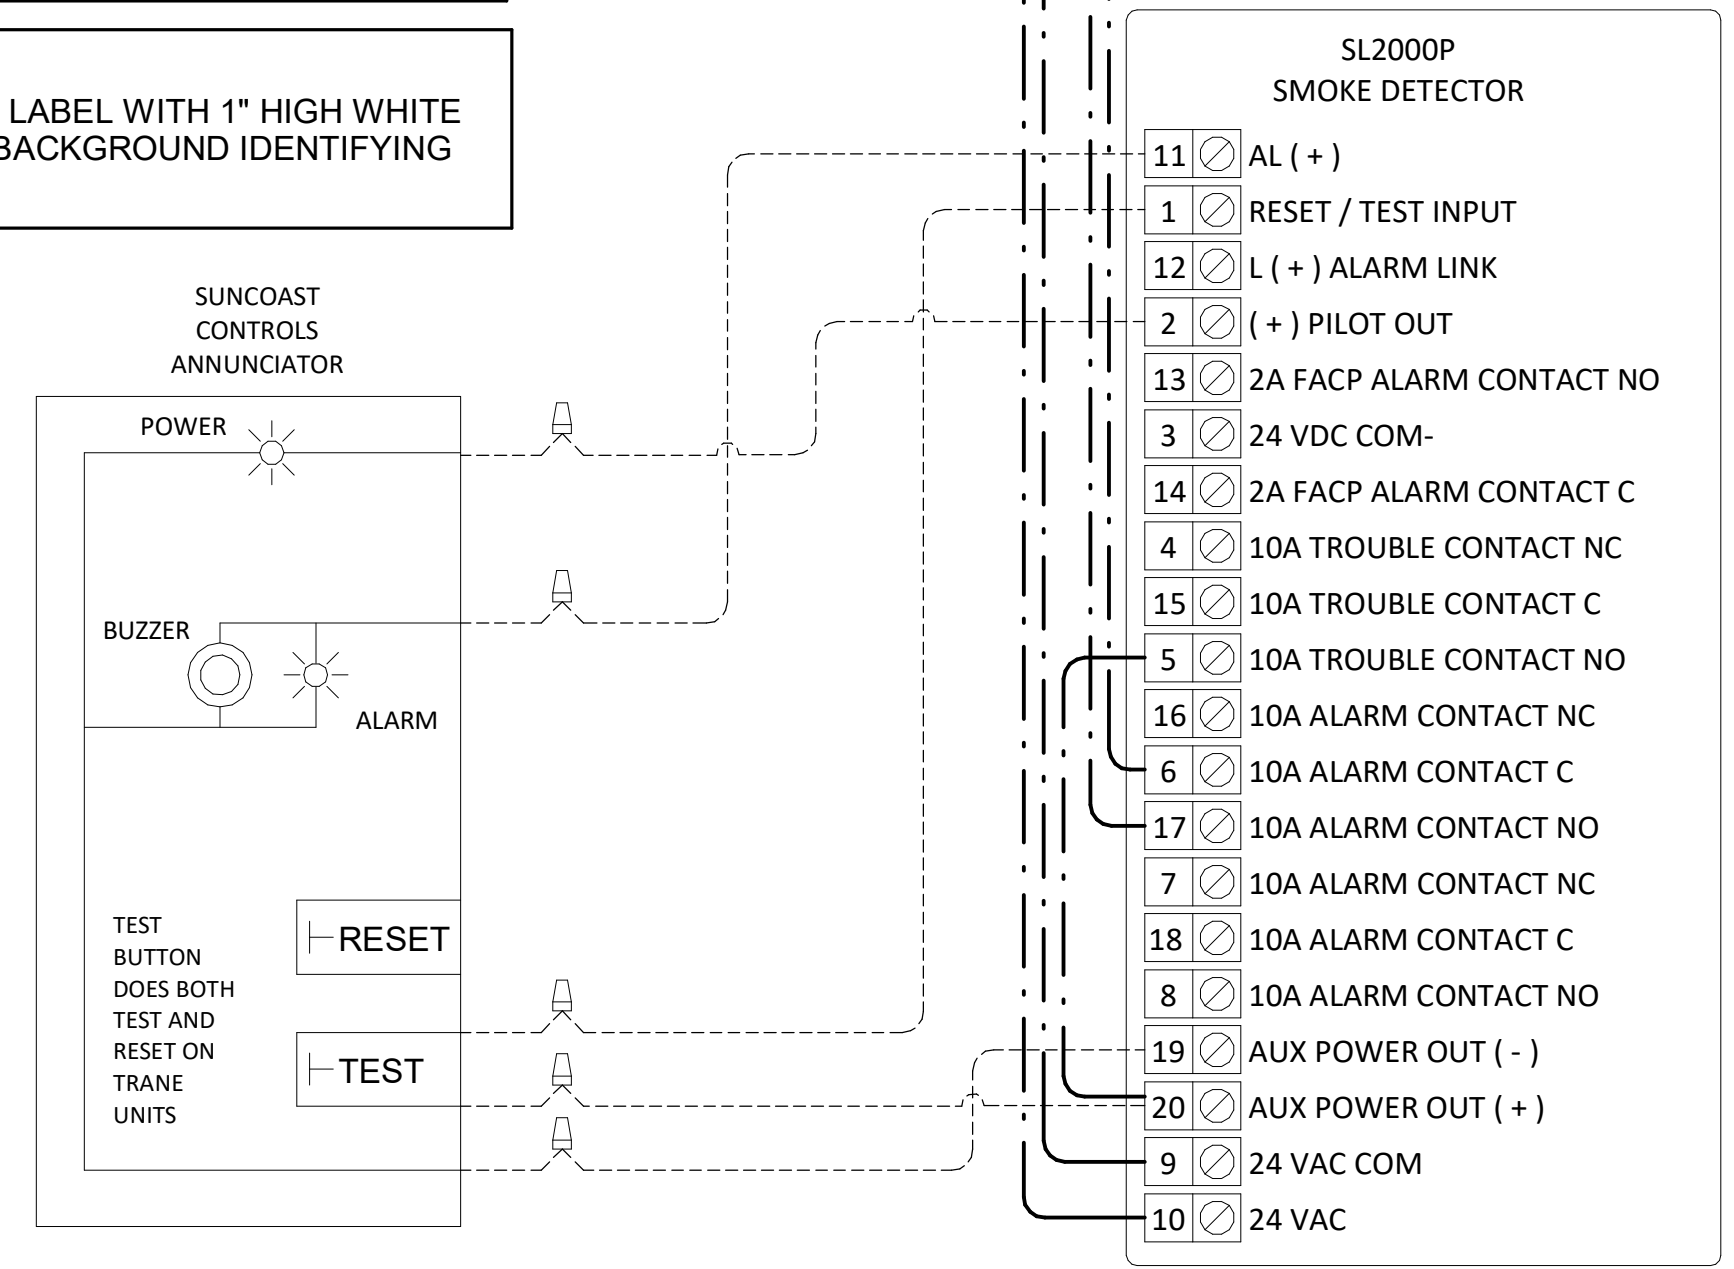 LABEL WITH 1" HIGH WHITE
BACKGROUND IDENTIFYING
SUNCOAST
CONTROLS
ANNUNCIATOR
POWER
BUZZER
ALARM
TEST
BUTTON
DOES BOTH
TEST AND
RESET ON
TRANE
UNITS
RESET
TEST
SL2000P
SMOKE DETECTOR
11 AL ( + )
1 RESET / TEST INPUT
12 L ( + ) ALARM LINK
2 ( + ) PILOT OUT
13 2A FACP ALARM CONTACT NO
3 24 VDC COM-
14 2A FACP ALARM CONTACT C
4 10A TROUBLE CONTACT NC
15 10A TROUBLE CONTACT C
5 10A TROUBLE CONTACT NO
16 10A ALARM CONTACT NC
6 10A ALARM CONTACT C
17 10A ALARM CONTACT NO
7 10A ALARM CONTACT NC
18 10A ALARM CONTACT C
8 10A ALARM CONTACT NO
19 AUX POWER OUT ( - )
20 AUX POWER OUT ( + )
9 24 VAC COM
10 24 VAC